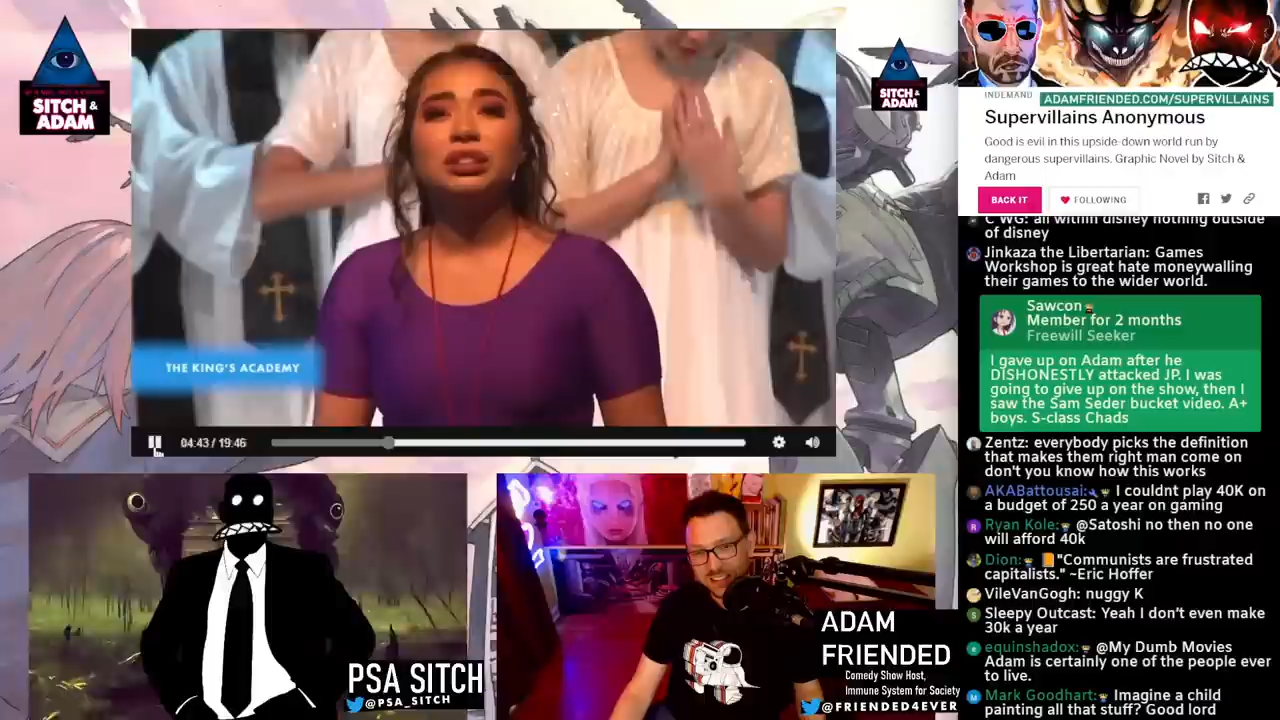 SITCH &
ADAM
SITCH &
ADAM
THE KING'S ACADEMY
04:43 / 19:46
INDEMAND
ADAMFRIENDED.COM/SUPERVILLAINS
Supervillains Anonymous
Good is evil in this upside-down world run by
dangerous supervillains. Graphic Novel by Sitch &
Adam
BACK IT
FOLLOWING
C WG: all within disney nothing outside
of disney
Jinkaza the Libertarian: Games
Workshop is great hate moneywalling
their games to the wider world.
Sawcon
Member for 2 months
Freewill Seeker
I gave up on Adam after he
DISHONESTLY attacked JP. I was
going to give up on the show, then I
saw the Sam Seder bucket video. A+
boys. S-class Chads
Zentz: everybody picks the definition
that makes them right man come on
don't you know how this works
AKABattousai: I couldnt play 40K on
a budget of 250 a year on gaming
Ryan Kole: @Satoshi no then no one
will afford 40k
Dion: "Communists are frustrated
capitalists." ~Eric Hoffer
VileVanGogh: nuggy K
Sleepy Outcast: Yeah I don't even make
30k a year
equinshadox: @My Dumb Movies
Adam is certainly one of the people ever
to live.
Mark Goodhart: Imagine a child
painting all that stuff? Good lord
PSA SITCH
@PSA_SITCH
ADAM
FRIENDED
Comedy Show Host,
Immune System for Society
@FRIENDED4EVER